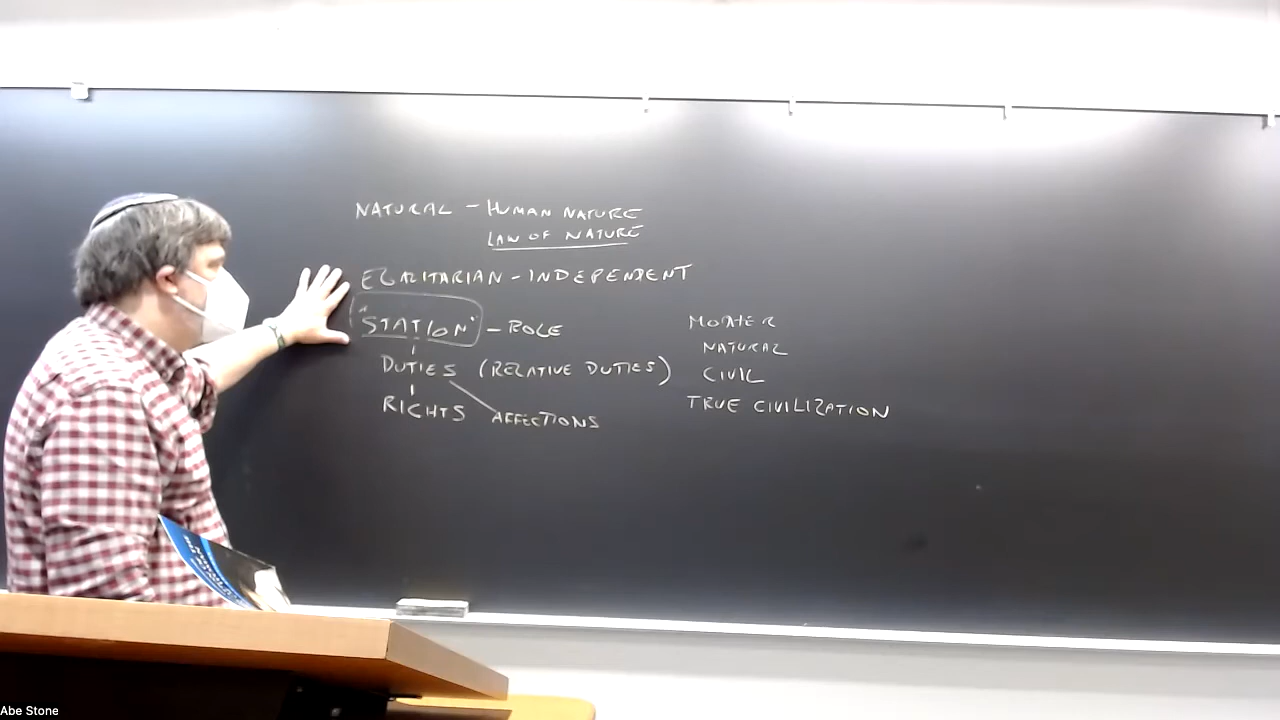 NATURAL – HUMAN NATURE
LAW OF NATURE
EGALITARIAN – INDEPENDENT
"STATION" – ROLE
DUTIES (RELATIVE DUTIES)
RIGHTS
AFFECTIONS
MOTHER
NATURAL
CIVIL
TRUE CIVILIZATION
Abe Stone